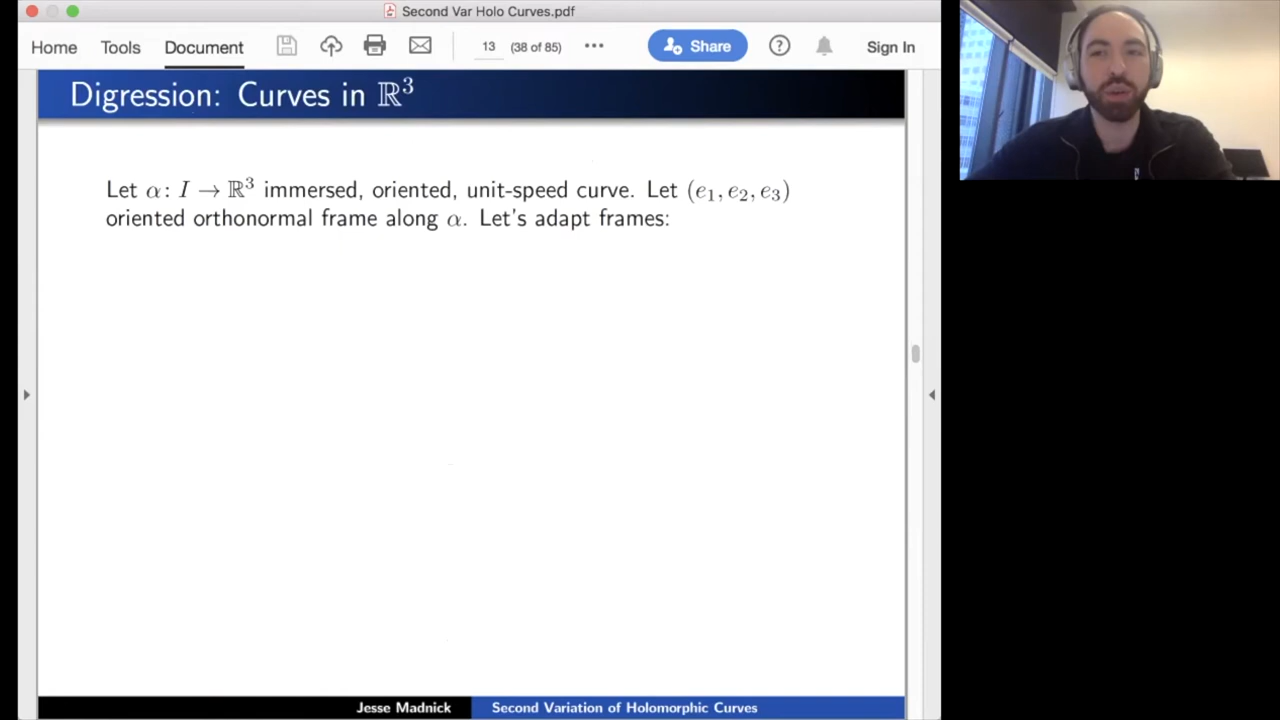 Second Var Holo Curves.pdf
Home Tools Document 13 (38 of 85) ••• Share Sign In
Digression: Curves in ℝ³
Let α: I → ℝ³ immersed, oriented, unit-speed curve. Let (e₁, e₂, e₃)
oriented orthonormal frame along α. Let's adapt frames:
Jesse Madnick Second Variation of Holomorphic Curves